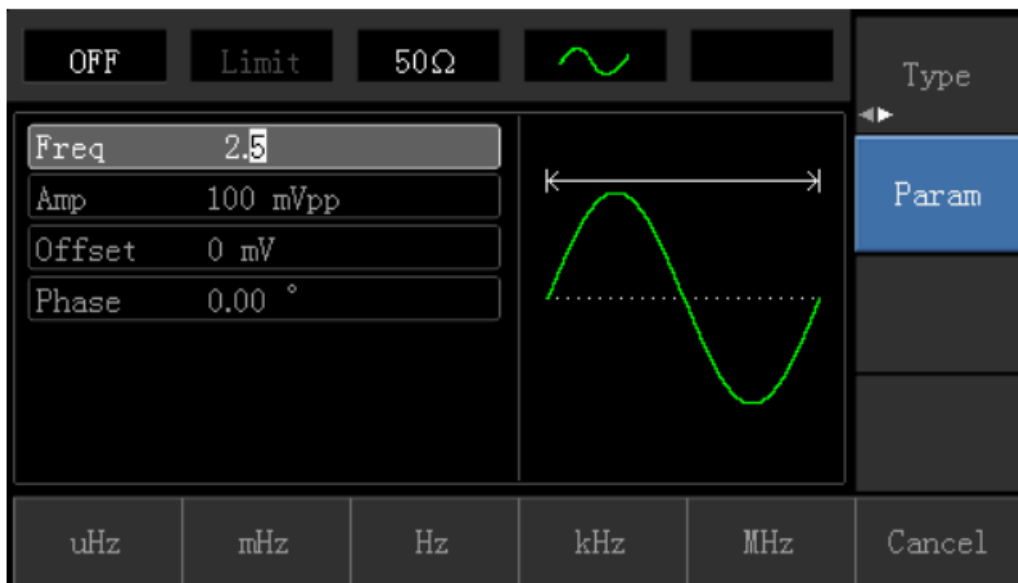 OFF Limit 50Ω
Type
Freq 2.5
Param
Amp 100 mVpp
Offset 0 mV
Phase 0.00 °
uHz mHz Hz kHz MHz Cancel